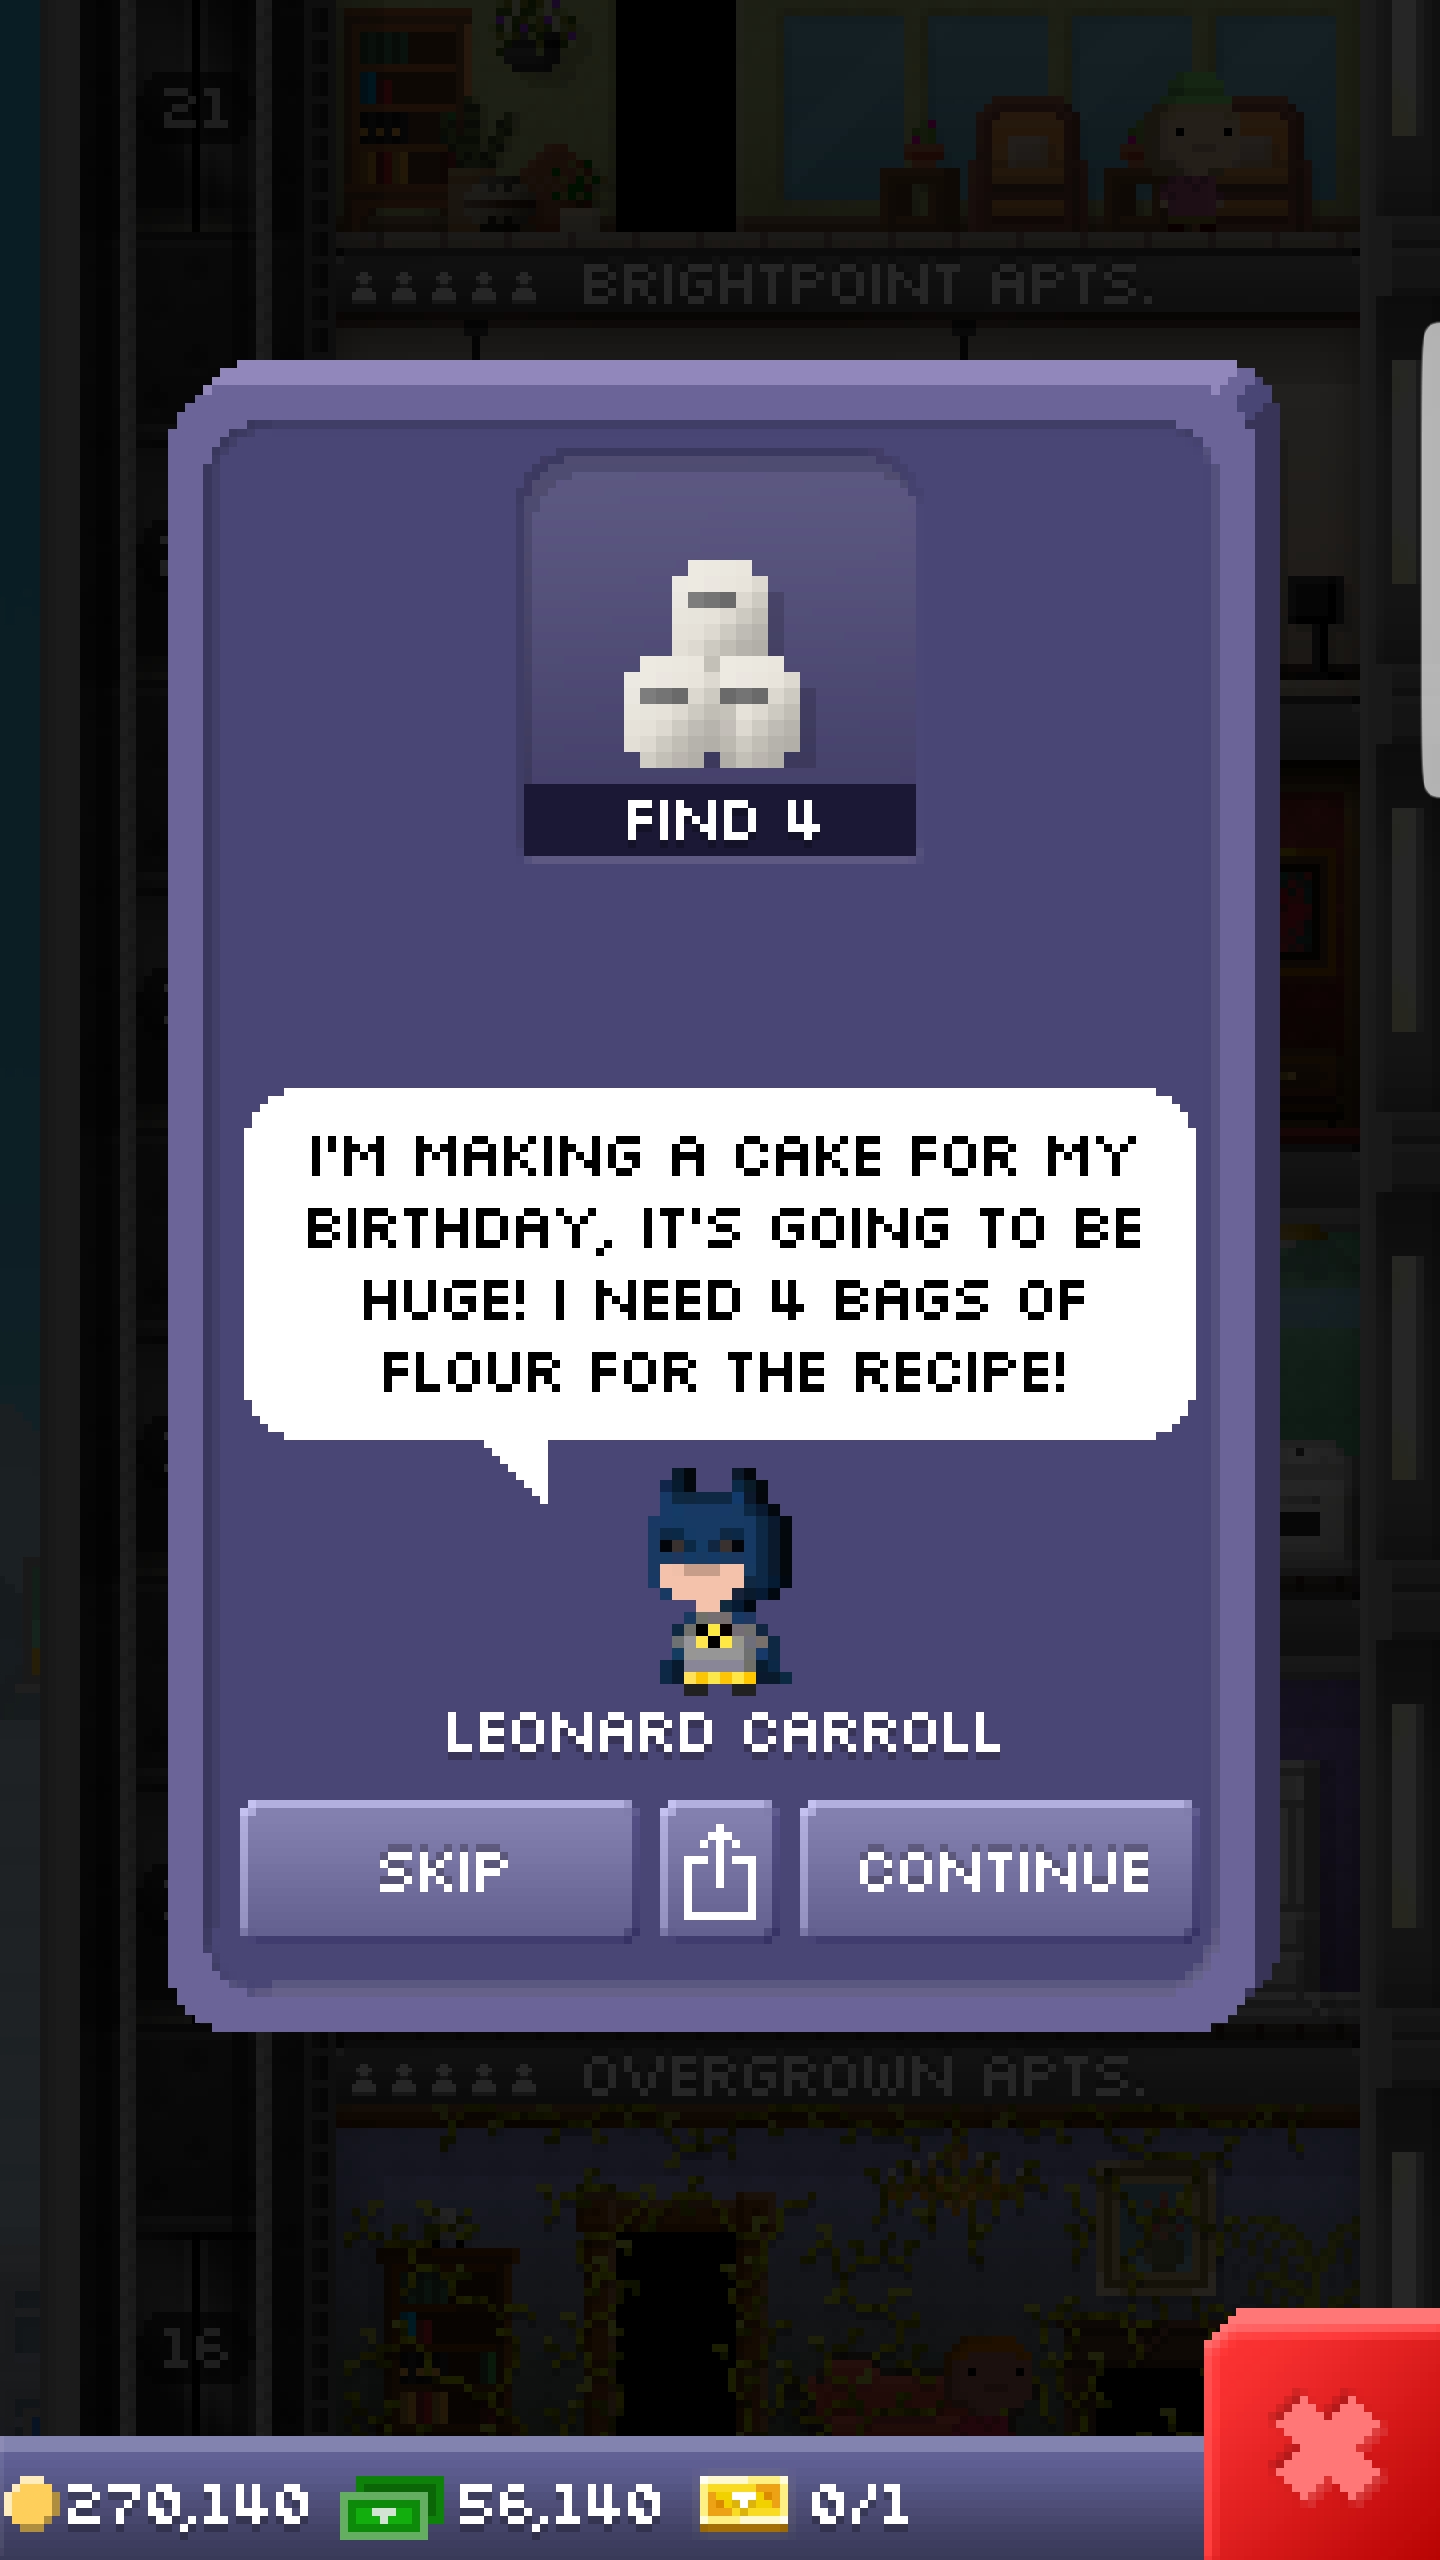 21
BRIGHTPOINT APTS.
FIND 4
I'M MAKING A CAKE FOR MY
BIRTHDAY, IT'S GOING TO BE
HUGE! I NEED 4 BAGS OF
FLOUR FOR THE RECIPE!
LEONARD CARROLL
SKIP
CONTINUE
OVERGROWN APTS.
16
270,140 56,140 0/1